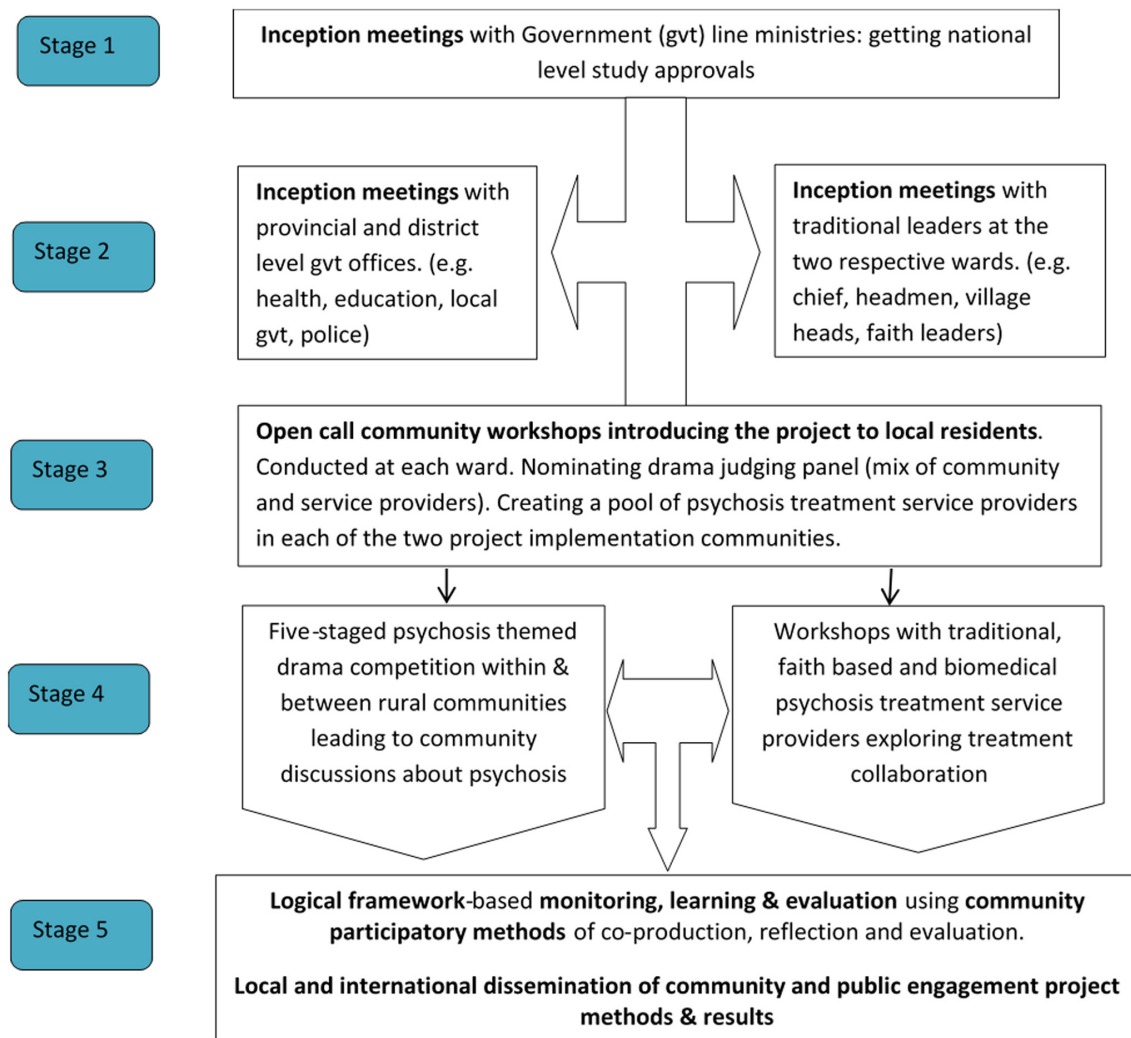 Stage 1
Inception meetings with Government (gvt) line ministries: getting national
level study approvals
Stage 2
Inception meetings with
provincial and district
level gvt offices. (e.g.
health, education, local
gvt, police)
Inception meetings with
traditional leaders at the
two respective wards. (e.g.
chief, headmen, village
heads, faith leaders)
Stage 3
Open call community workshops introducing the project to local residents.
Conducted at each ward. Nominating drama judging panel (mix of community
and service providers). Creating a pool of psychosis treatment service providers
in each of the two project implementation communities.
Stage 4
Five-staged psychosis themed
drama competition within &
between rural communities
leading to community
discussions about psychosis
Workshops with traditional,
faith based and biomedical
psychosis treatment service
providers exploring treatment
collaboration
Stage 5
Logical framework-based monitoring, learning & evaluation using community
participatory methods of co-production, reflection and evaluation.
Local and international dissemination of community and public engagement project
methods & results